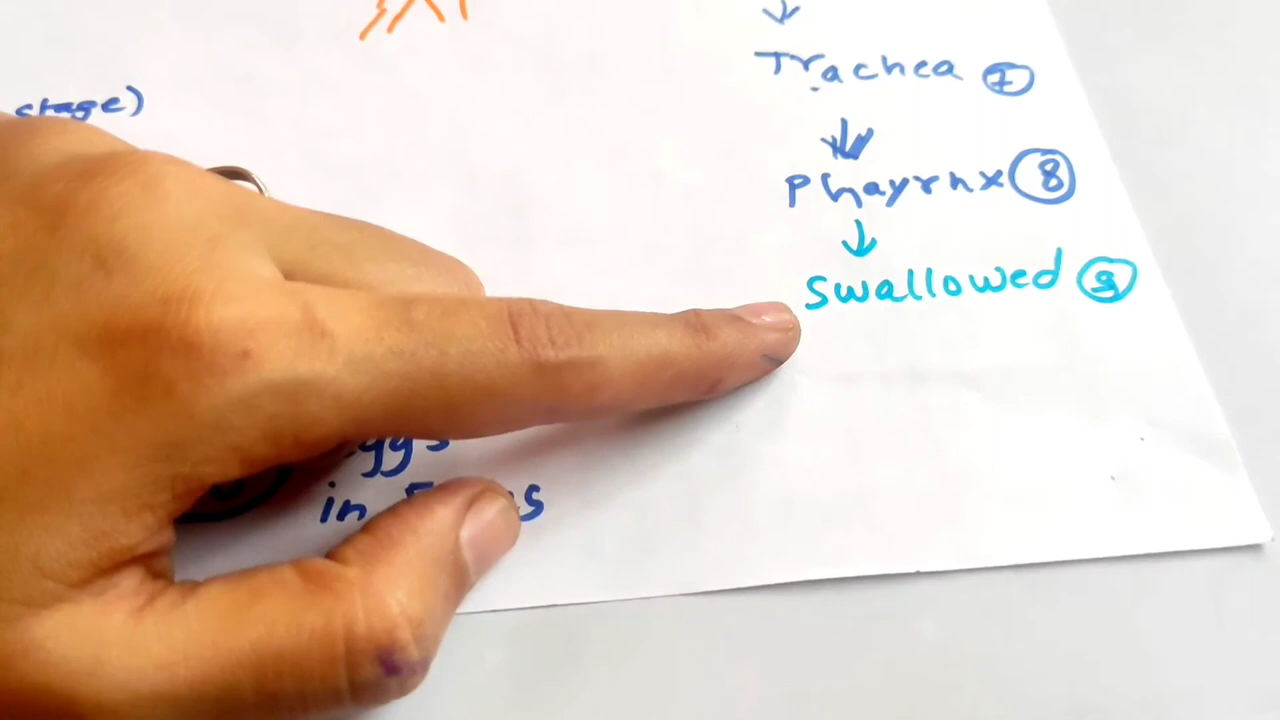 stage)
Trachea 7
Phayrnx 8
Swallowed 9
in